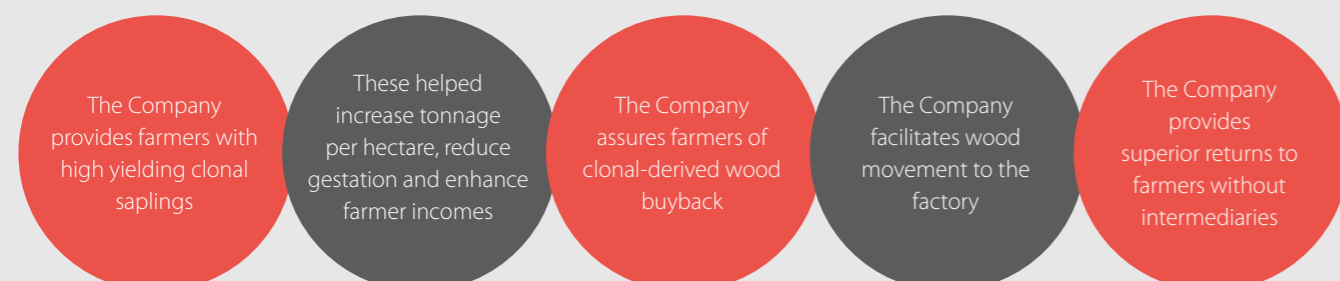 The Company
provides farmers with
high yielding clonal
saplings
These helped
increase tonnage
per hectare, reduce
gestation and enhance
farmer incomes
The Company
assures farmers of
clonal-derived wood
buyback
The Company
facilitates wood
movement to the
factory
The Company
provides
superior returns to
farmers without
intermediaries